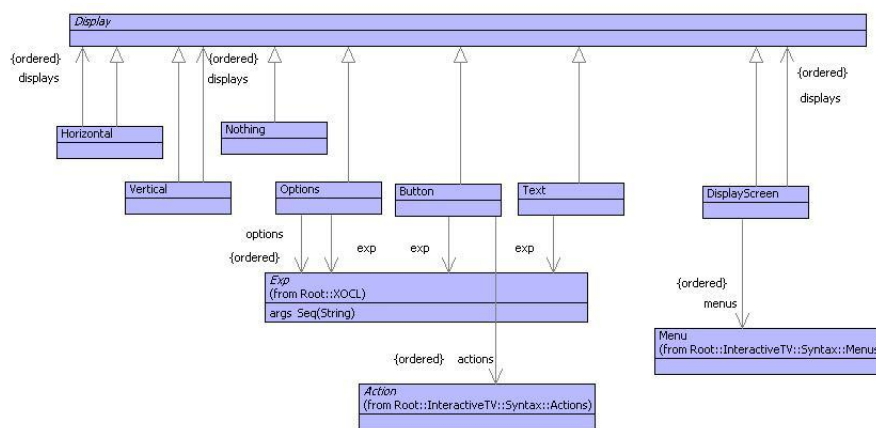 Display
{ordered}
displays
{ordered}
displays
{ordered}
displays
Horizontal
Nothing
Vertical
Options
Button
Text
DisplayScreen
options
{ordered}
exp
exp
exp
{ordered}
menus
Exp
(from Root::XOCL)
args Seq(String)
Menu
(from Root::InteractiveTV::Syntax::Menus
{ordered} actions
Action
(from Root::InteractiveTV::Syntax::Actions)